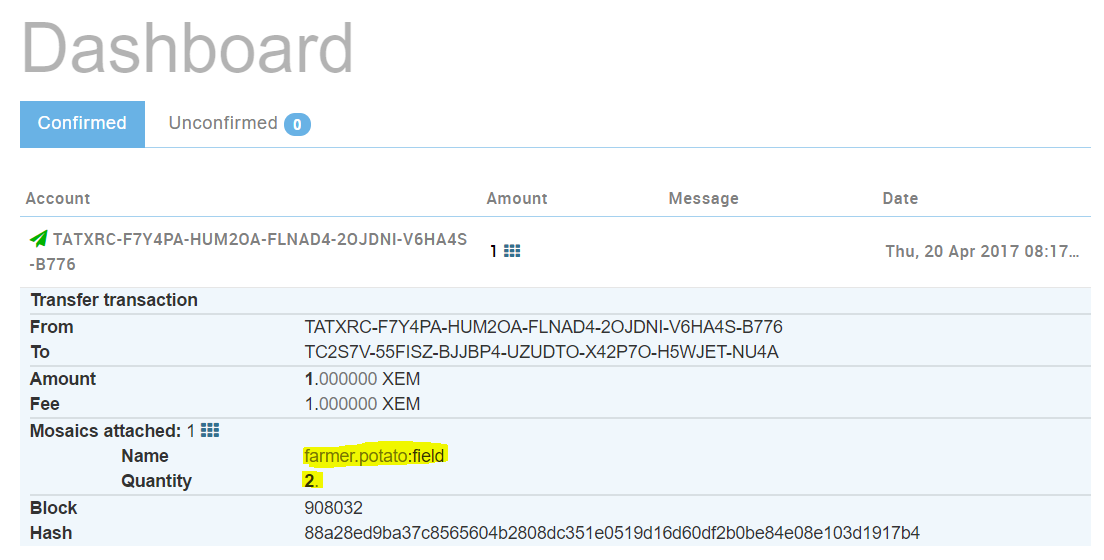 Dashboard
Confirmed Unconfirmed 0
Account Amount Message Date
TATXRC-F7Y4PA-HUM2OA-FLNAD4-2OJDNI-V6HA4S
-B776 1 Thu, 20 Apr 2017 08:17...
Transfer transaction
From TATXRC-F7Y4PA-HUM2OA-FLNAD4-2OJDNI-V6HA4S-B776
To TC2S7V-55FISZ-BJJBP4-UZUDTO-X42P7O-H5WJET-NU4A
Amount 1.000000 XEM
Fee 1.000000 XEM
Mosaics attached: 1
Name farmer.potato:field
Quantity 2.
Block 908032
Hash 88a28ed9ba37c8565604b2808dc351e0519d16d60df2b0be84e08e103d1917b4